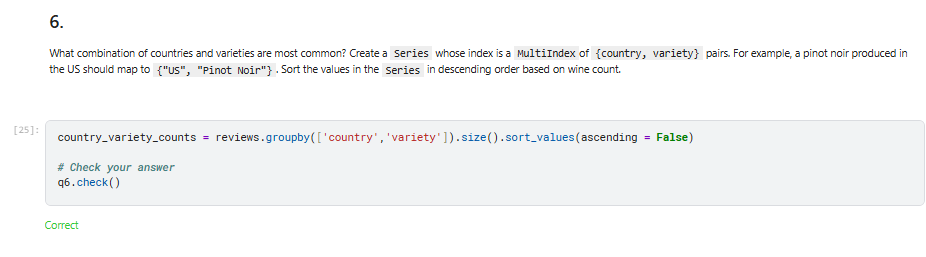 6.
What combination of countries and varieties are most common? Create a Series whose index is a MultiIndex of {country, variety} pairs. For example, a pinot noir produced in
the US should map to {"US", "Pinot Noir"}. Sort the values in the Series in descending order based on wine count.
[25]:
country_variety_counts = reviews.groupby(['country','variety']).size().sort_values(ascending = False)
# Check your answer
q6.check()
Correct